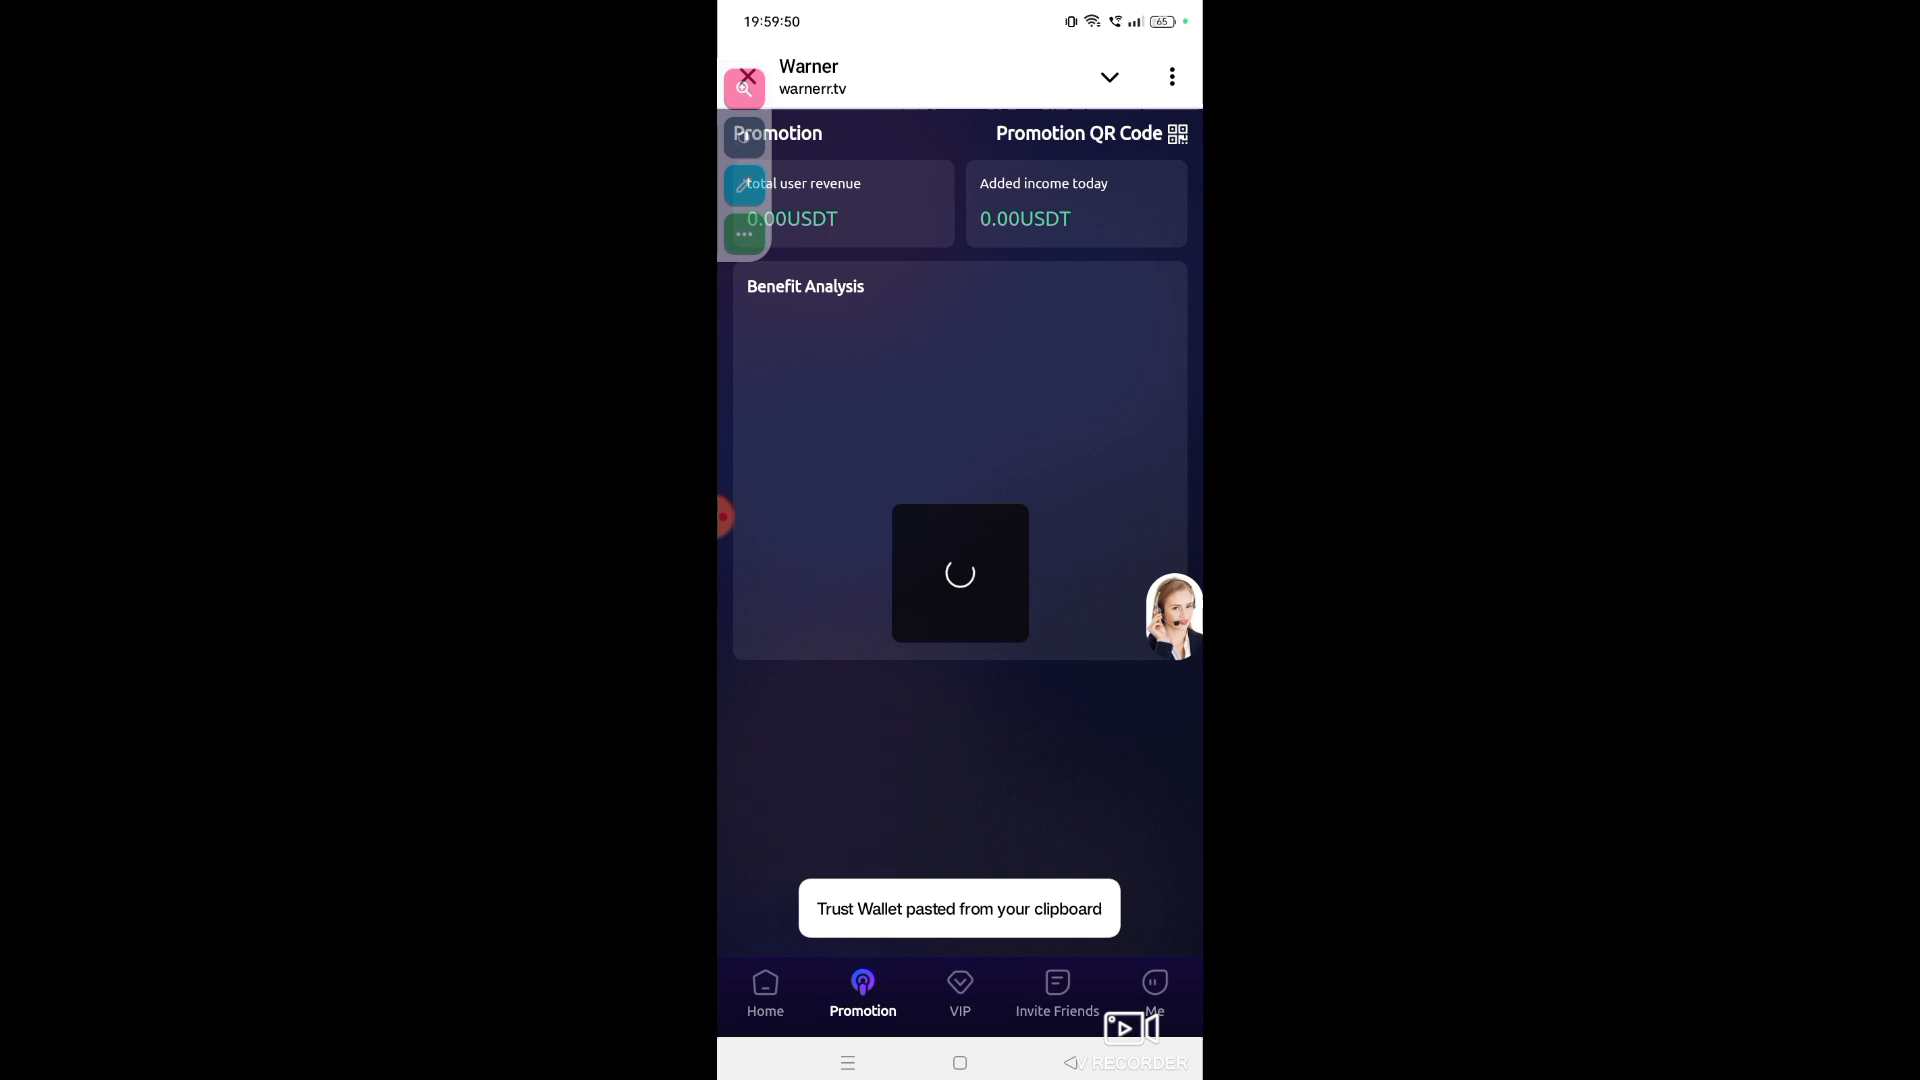 19:59:50
65
Warner
warnerr.tv
Promotion
Promotion QR Code
total user revenue
Added income today
0.00USDT
0.00USDT
Benefit Analysis
Trust Wallet pasted from your clipboard
Home
Promotion
VIP
Invite Friends
Me
V RECORDER